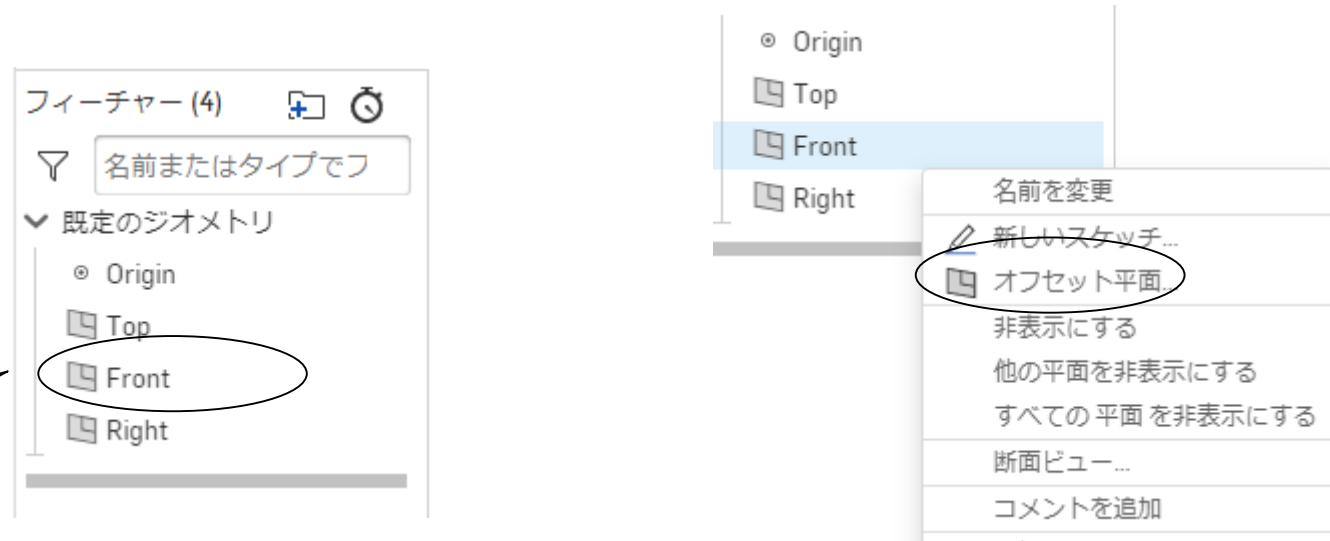 フィーチャー (4)
名前またはタイプでフ
既定のジオメトリ
Origin
Top
Front
Right
Origin
Top
Front
Right
名前を変更
新しいスケッチ...
オフセット平面...
非表示にする
他の平面を非表示にする
すべての 平面 を非表示にする
断面ビュー...
コメントを追加